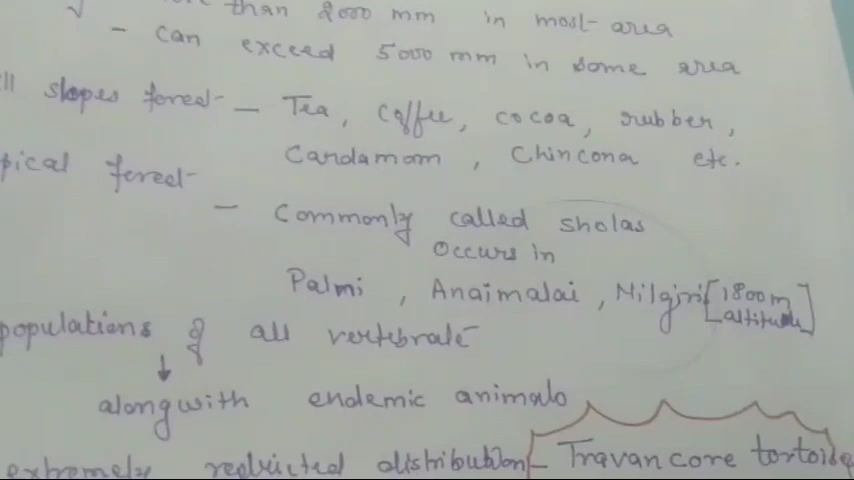 than 2000 mm in most area
- can exceed 5000 mm in some area
slopes forest - Tea, Coffee, cocoa, rubber,
Cardamom, Chincona etc.
pical forest
- Commonly called sholas
occurs in
Palmi, Anaimalai, Nilgiri [1800m altitude]
populations of all vertebrate
↓
alongwith endemic animals
extremely restricted distribution - Travancore tortoise